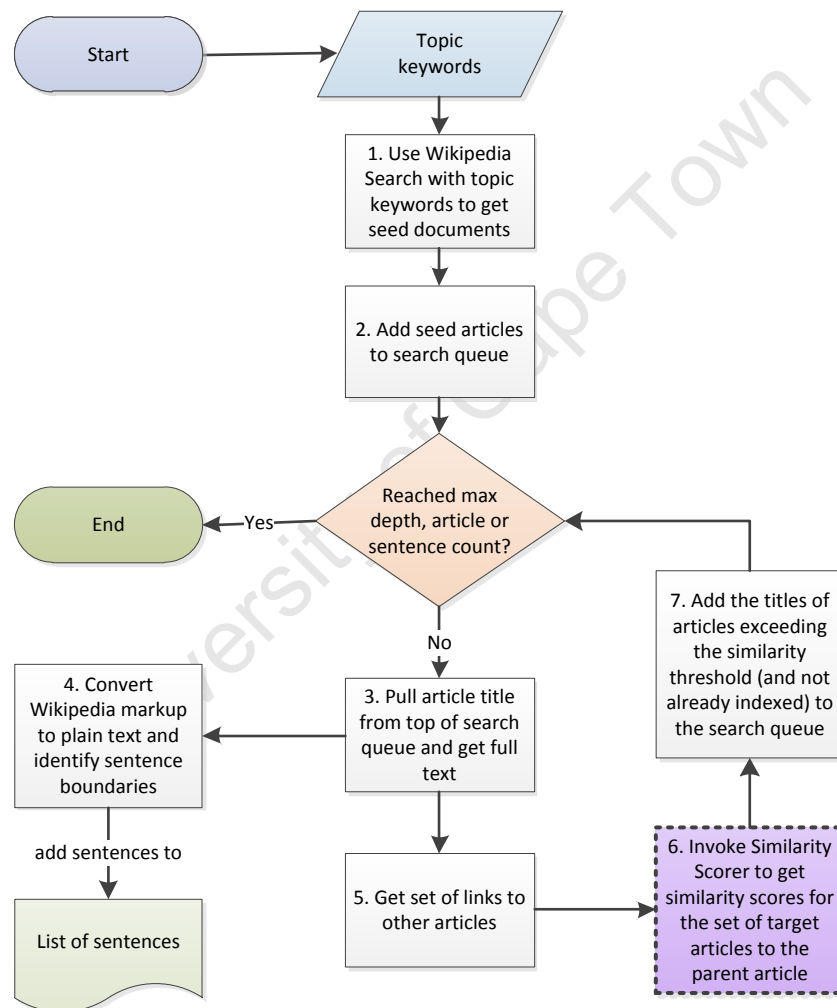 Start
Topic
keywords
1. Use Wikipedia
Search with topic
keywords to get
seed documents
2. Add seed articles
to search queue
Reached max
depth, article or
sentence count?
Yes
End
No
3. Pull article title
from top of search
queue and get full
text
4. Convert
Wikipedia markup
to plain text and
identify sentence
boundaries
add sentences to
List of sentences
5. Get set of links to
other articles
6. Invoke Similarity
Scorer to get
similarity scores for
the set of target
articles to the
parent article
7. Add the titles of
articles exceeding
the similarity
threshold (and not
already indexed) to
the search queue
Town